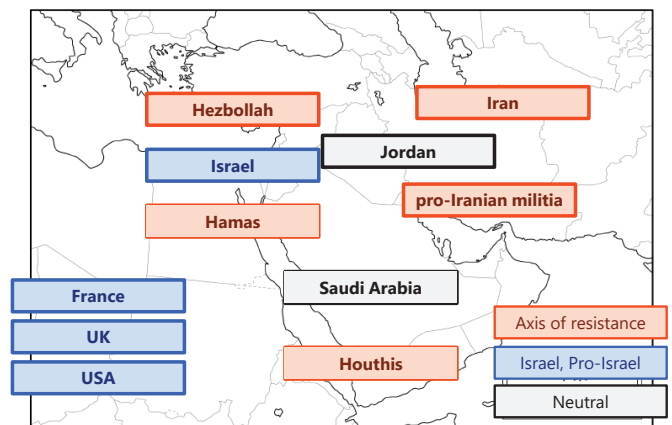 Hezbollah
Iran
Israel
Jordan
pro-Iranian militia
Hamas
France
Saudi Arabia
UK
Axis of resistance
USA
Houthis
Israel, Pro-Israel
Neutral